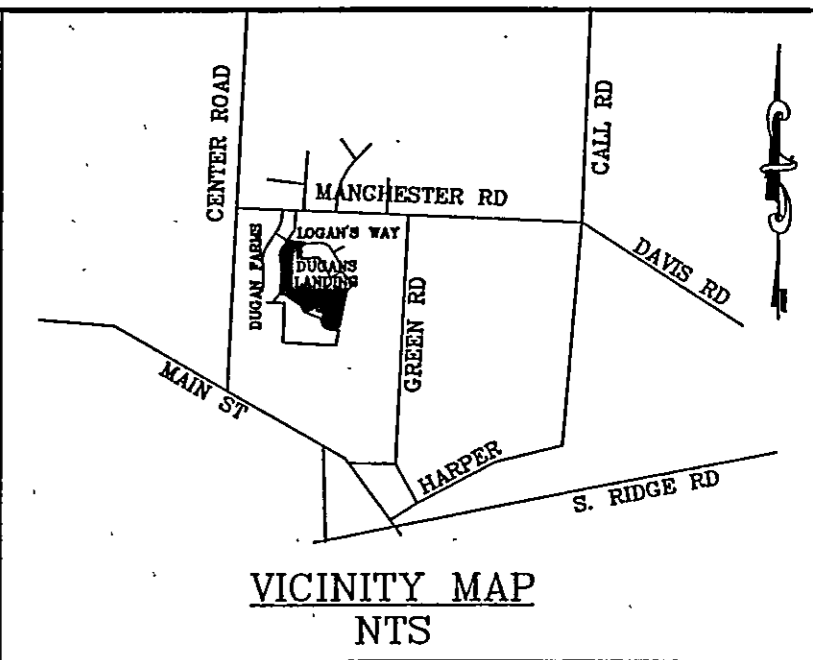 CENTER ROAD
CALL RD
MANCHESTER RD
LOGAN'S WAY
DUGAN FARMS
DUGANS
LANDING
GREEN RD
DAVIS RD
MAIN ST
HARPER
S. RIDGE RD
VICINITY MAP
NTS